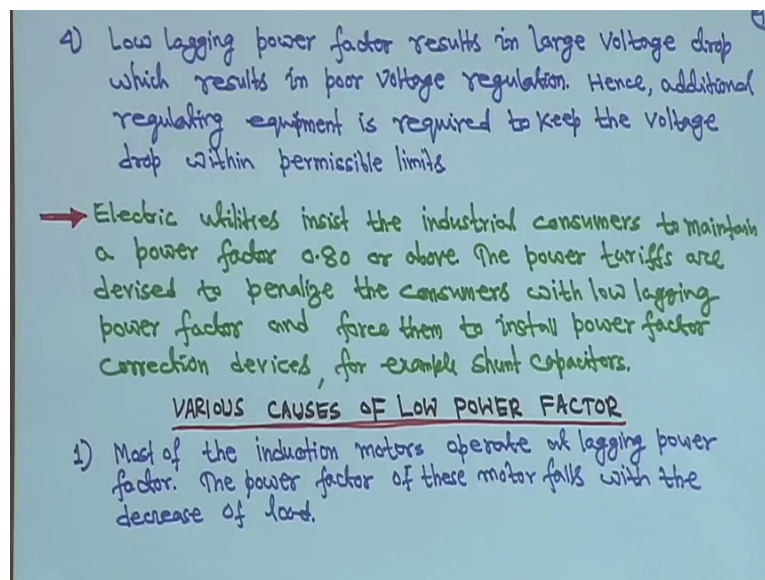 4) Low lagging power factor results in large voltage drop
which results in poor voltage regulation. Hence, additional
regulating equipment is required to keep the voltage
drop within permissible limits
→ Electric utilities insist the industrial consumers to maintain
a power factor 0.80 or above. The power tariffs are
devised to penalize the consumers with low lagging
power factor and force them to install power factor
correction devices, for example shunt capacitors.
VARIOUS CAUSES OF LOW POWER FACTOR
1) Most of the induction motors operate at lagging power
factor. The power factor of these motor falls with the
decrease of load.